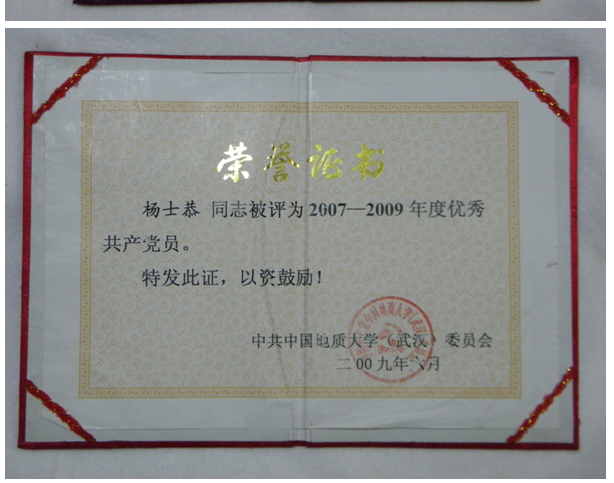 荣誉证书
杨士恭 同志被评为2007—2009年度优秀
共产党员。
特发此证，以资鼓励！
中共中国地质大学（武汉）委员会
二00九年六月